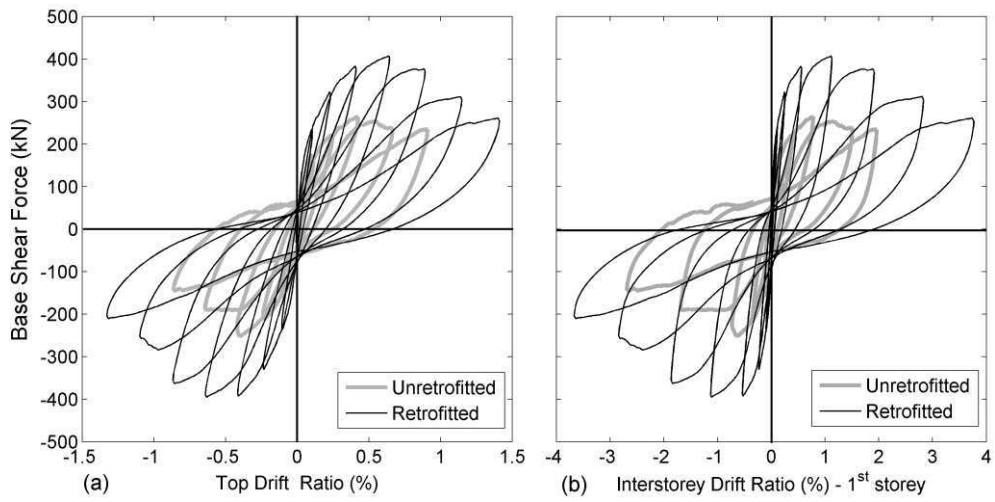 Base Shear Force (kN)
500
400
300
200
100
0
-100
-200
-300
-400
-500
-1.5 -1 -0.5 0 0.5 1 1.5
Unretrofitted
Retrofitted
(a) Top Drift Ratio (%)
-4 -3 -2 -1 0 1 2 3 4
Unretrofitted
Retrofitted
(b) Interstorey Drift Ratio (%) - 1st storey